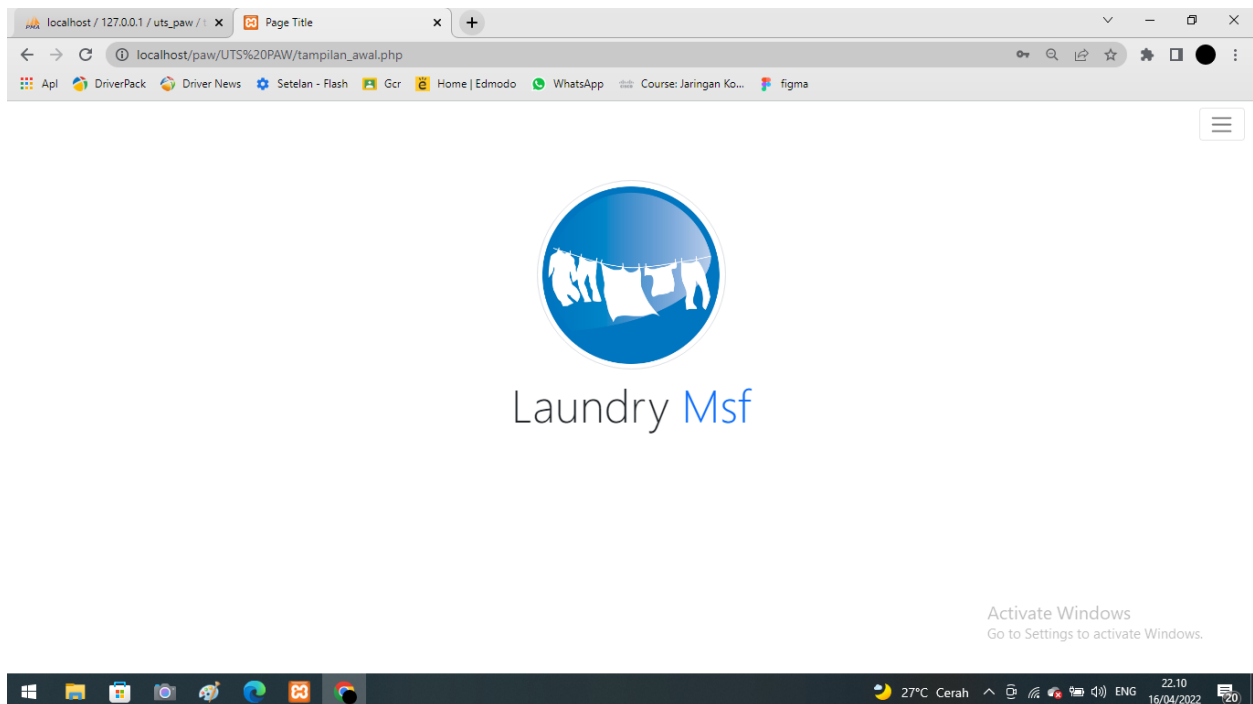 localhost / 127.0.0.1 / uts_paw / t
Page Title
localhost/paw/UTS%20PAW/tampilan_awal.php
Apl DriverPack Driver News Setelan - Flash Gcr Home | Edmodo WhatsApp Course: Jaringan Ko... figma
Laundry Msf
Activate Windows
Go to Settings to activate Windows.
27°C Cerah ENG
22.10
16/04/2022
20